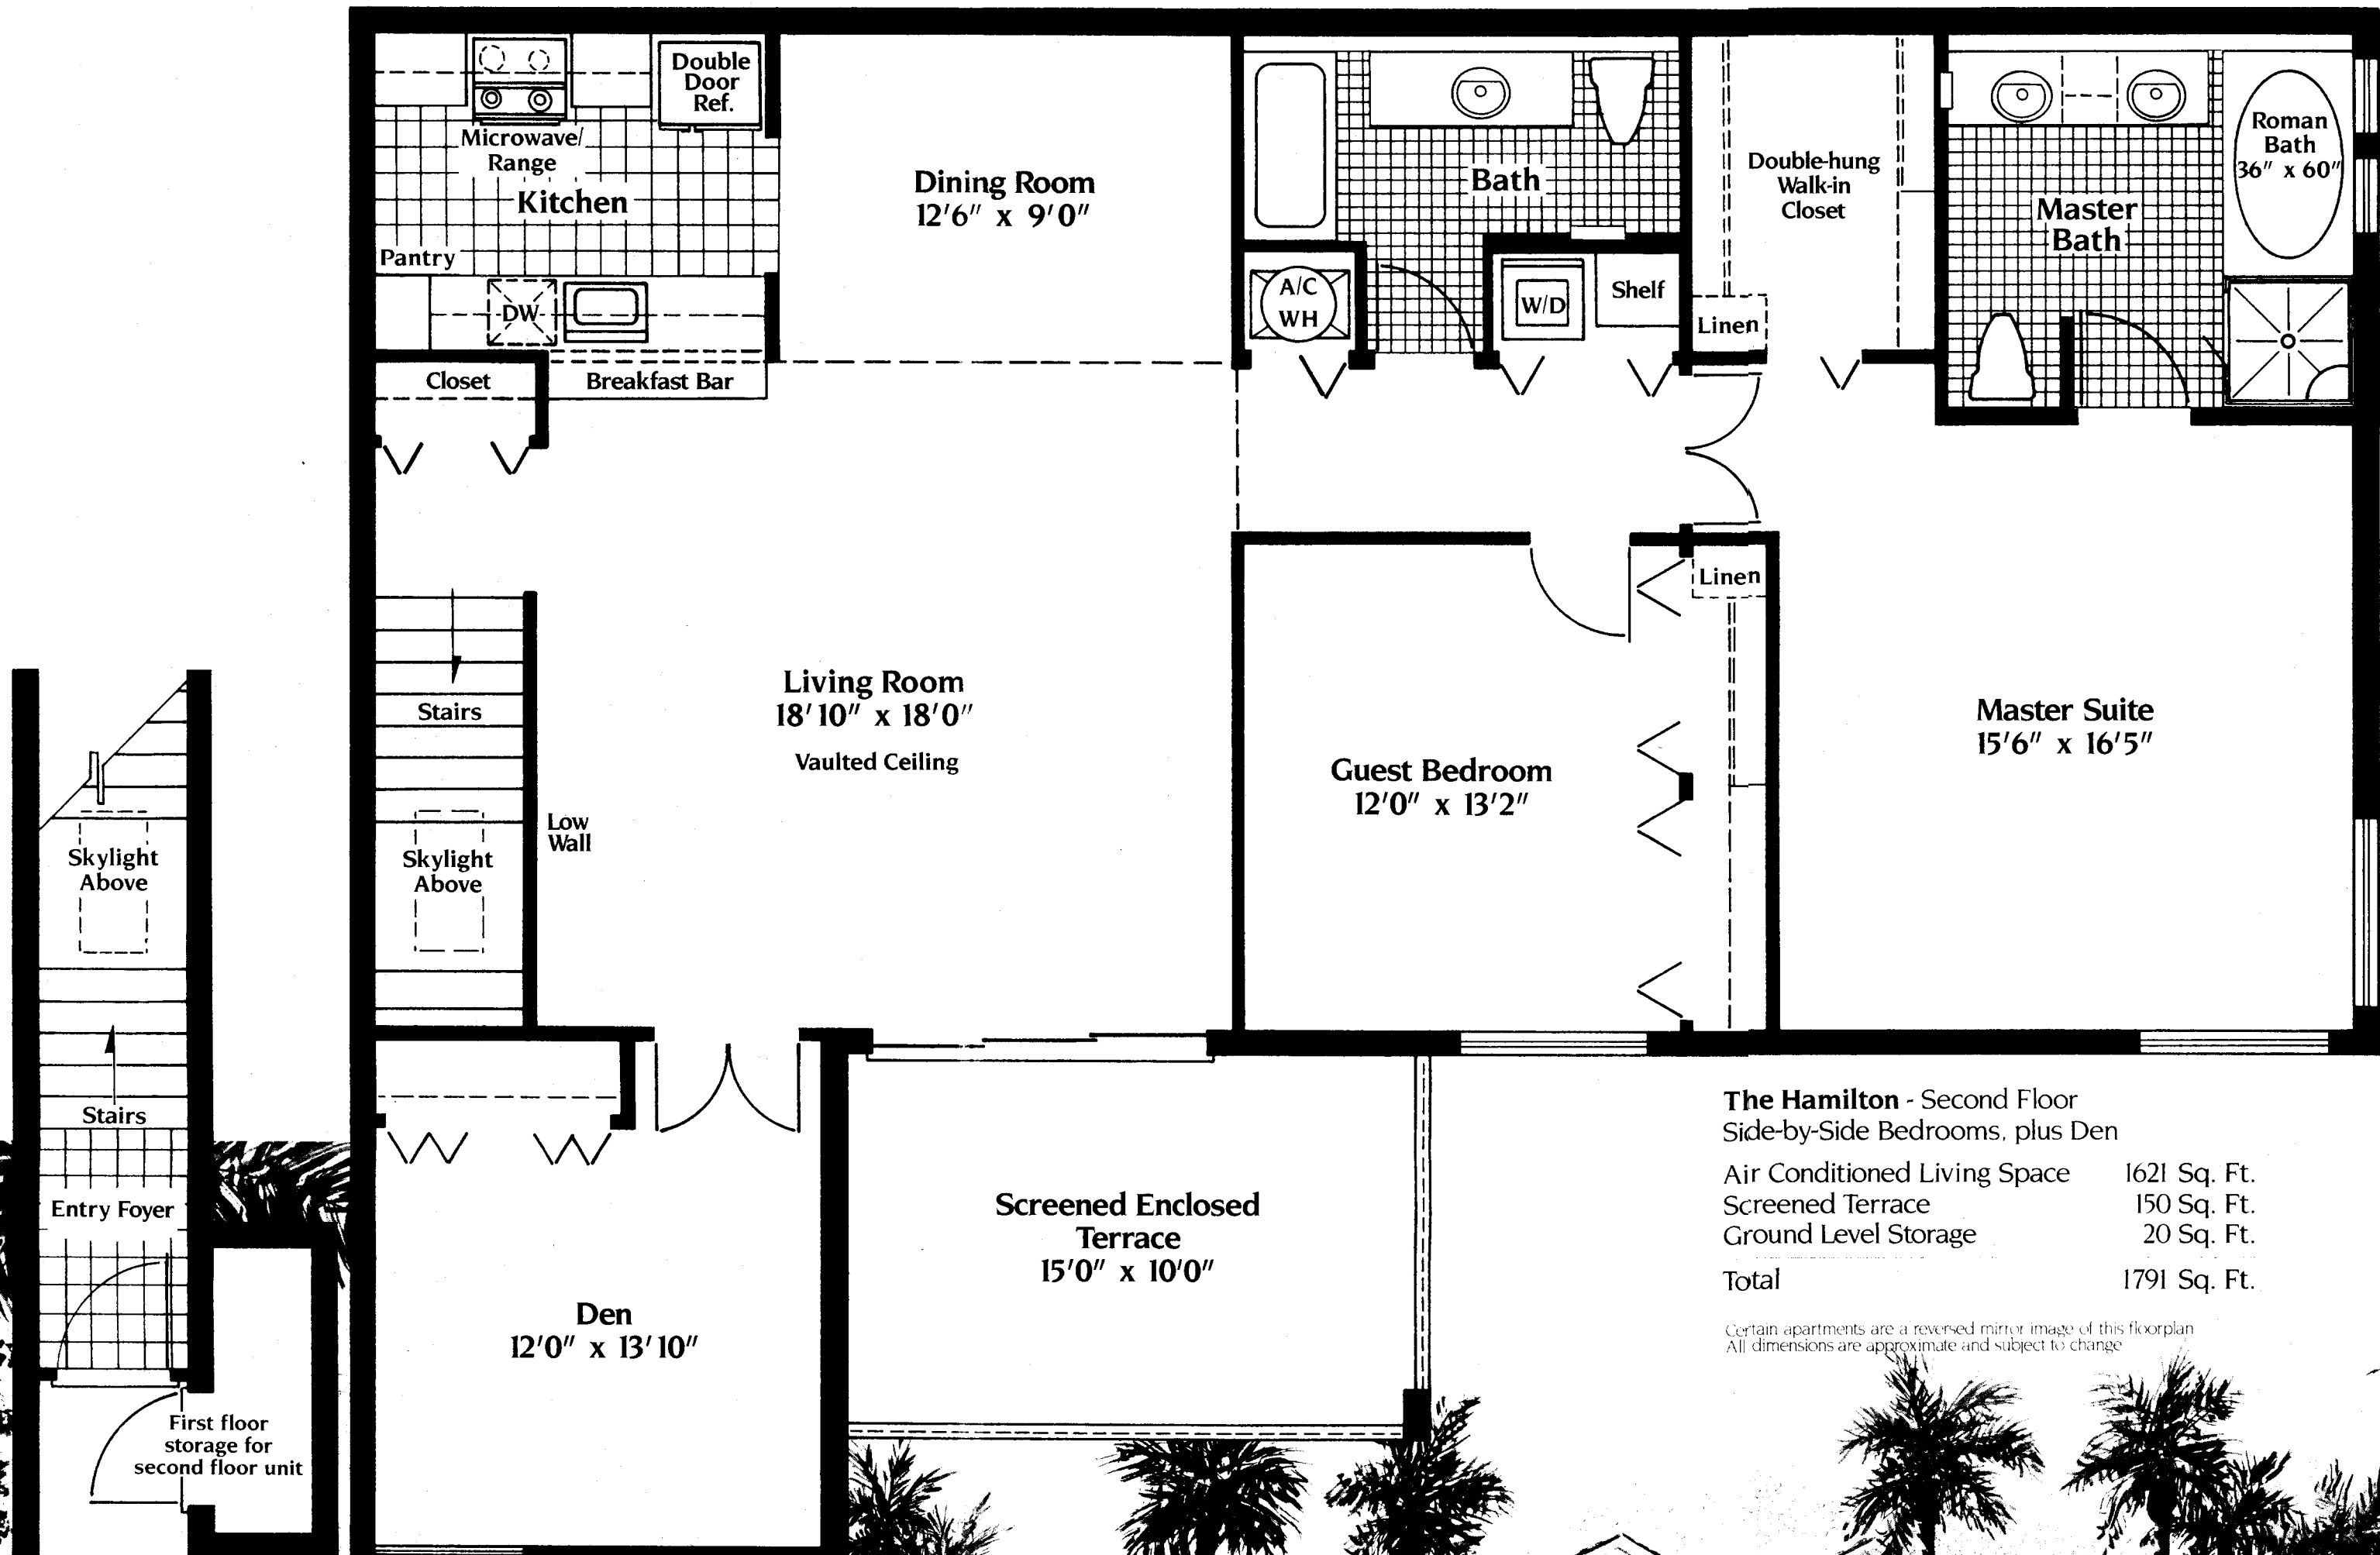 Double
Door
Ref.
Microwave/
Range
Kitchen
Pantry
DW
Closet
Breakfast Bar
Dining Room
12'6" x 9'0"
Bath
A/C
WH
W/D
Shelf
Double-hung
Walk-in
Closet
Linen
Master
Bath
Roman
Bath
36" x 60"
Linen
Stairs
Skylight
Above
Low
Wall
Living Room
18'10" x 18'0"
Vaulted Ceiling
Guest Bedroom
12'0" x 13'2"
Master Suite
15'6" x 16'5"
Skylight
Above
Stairs
Entry Foyer
First floor
storage for
second floor unit
Den
12'0" x 13'10"
Screened Enclosed
Terrace
15'0" x 10'0"
The Hamilton - Second Floor
Side-by-Side Bedrooms, plus Den
Air Conditioned Living Space 1621 Sq. Ft.
Screened Terrace 150 Sq. Ft.
Ground Level Storage 20 Sq. Ft.
Total 1791 Sq. Ft.
Certain apartments are a reversed mirror image of this floorplan
All dimensions are approximate and subject to change